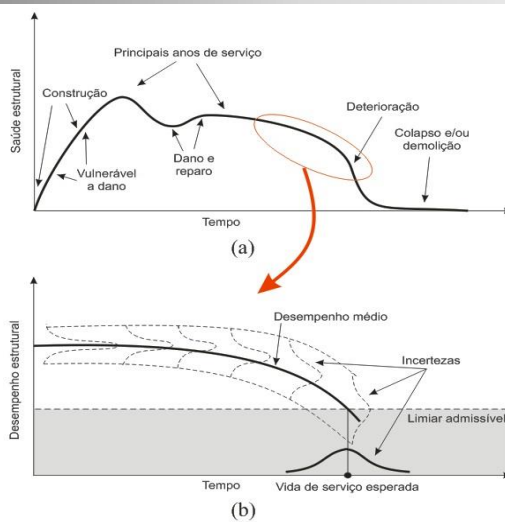 Principais anos de serviço
Construção
Deterioração
Colapso e/ou
demolição
Saúde estrutural
Vulnerável
a dano
Dano e
reparo
Tempo
(a)
Desempenho médio
Incertezas
Desempenho estrutural
Limiar admissível
Tempo
Vida de serviço esperada
(b)